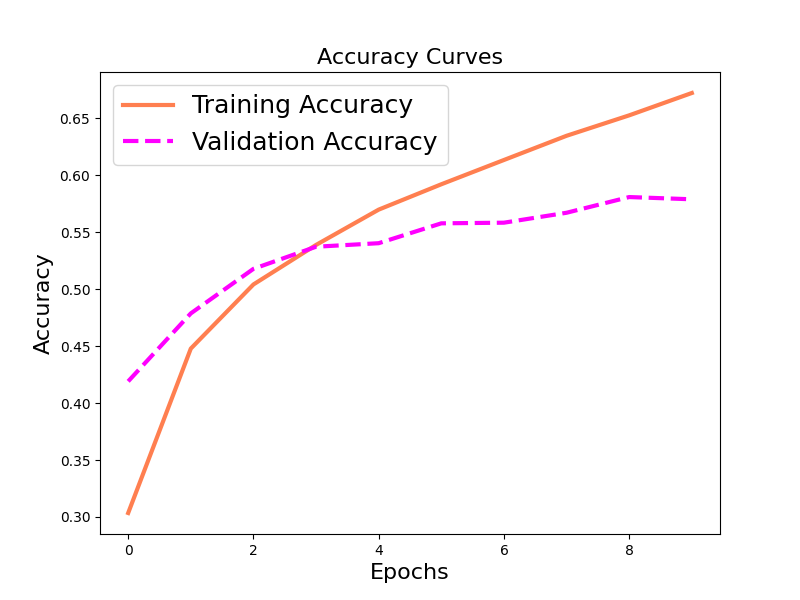 Accuracy Curves
Training Accuracy
Validation Accuracy
Accuracy
0.65
0.60
0.55
0.50
0.45
0.40
0.35
0.30
0 2 4 6 8
Epochs